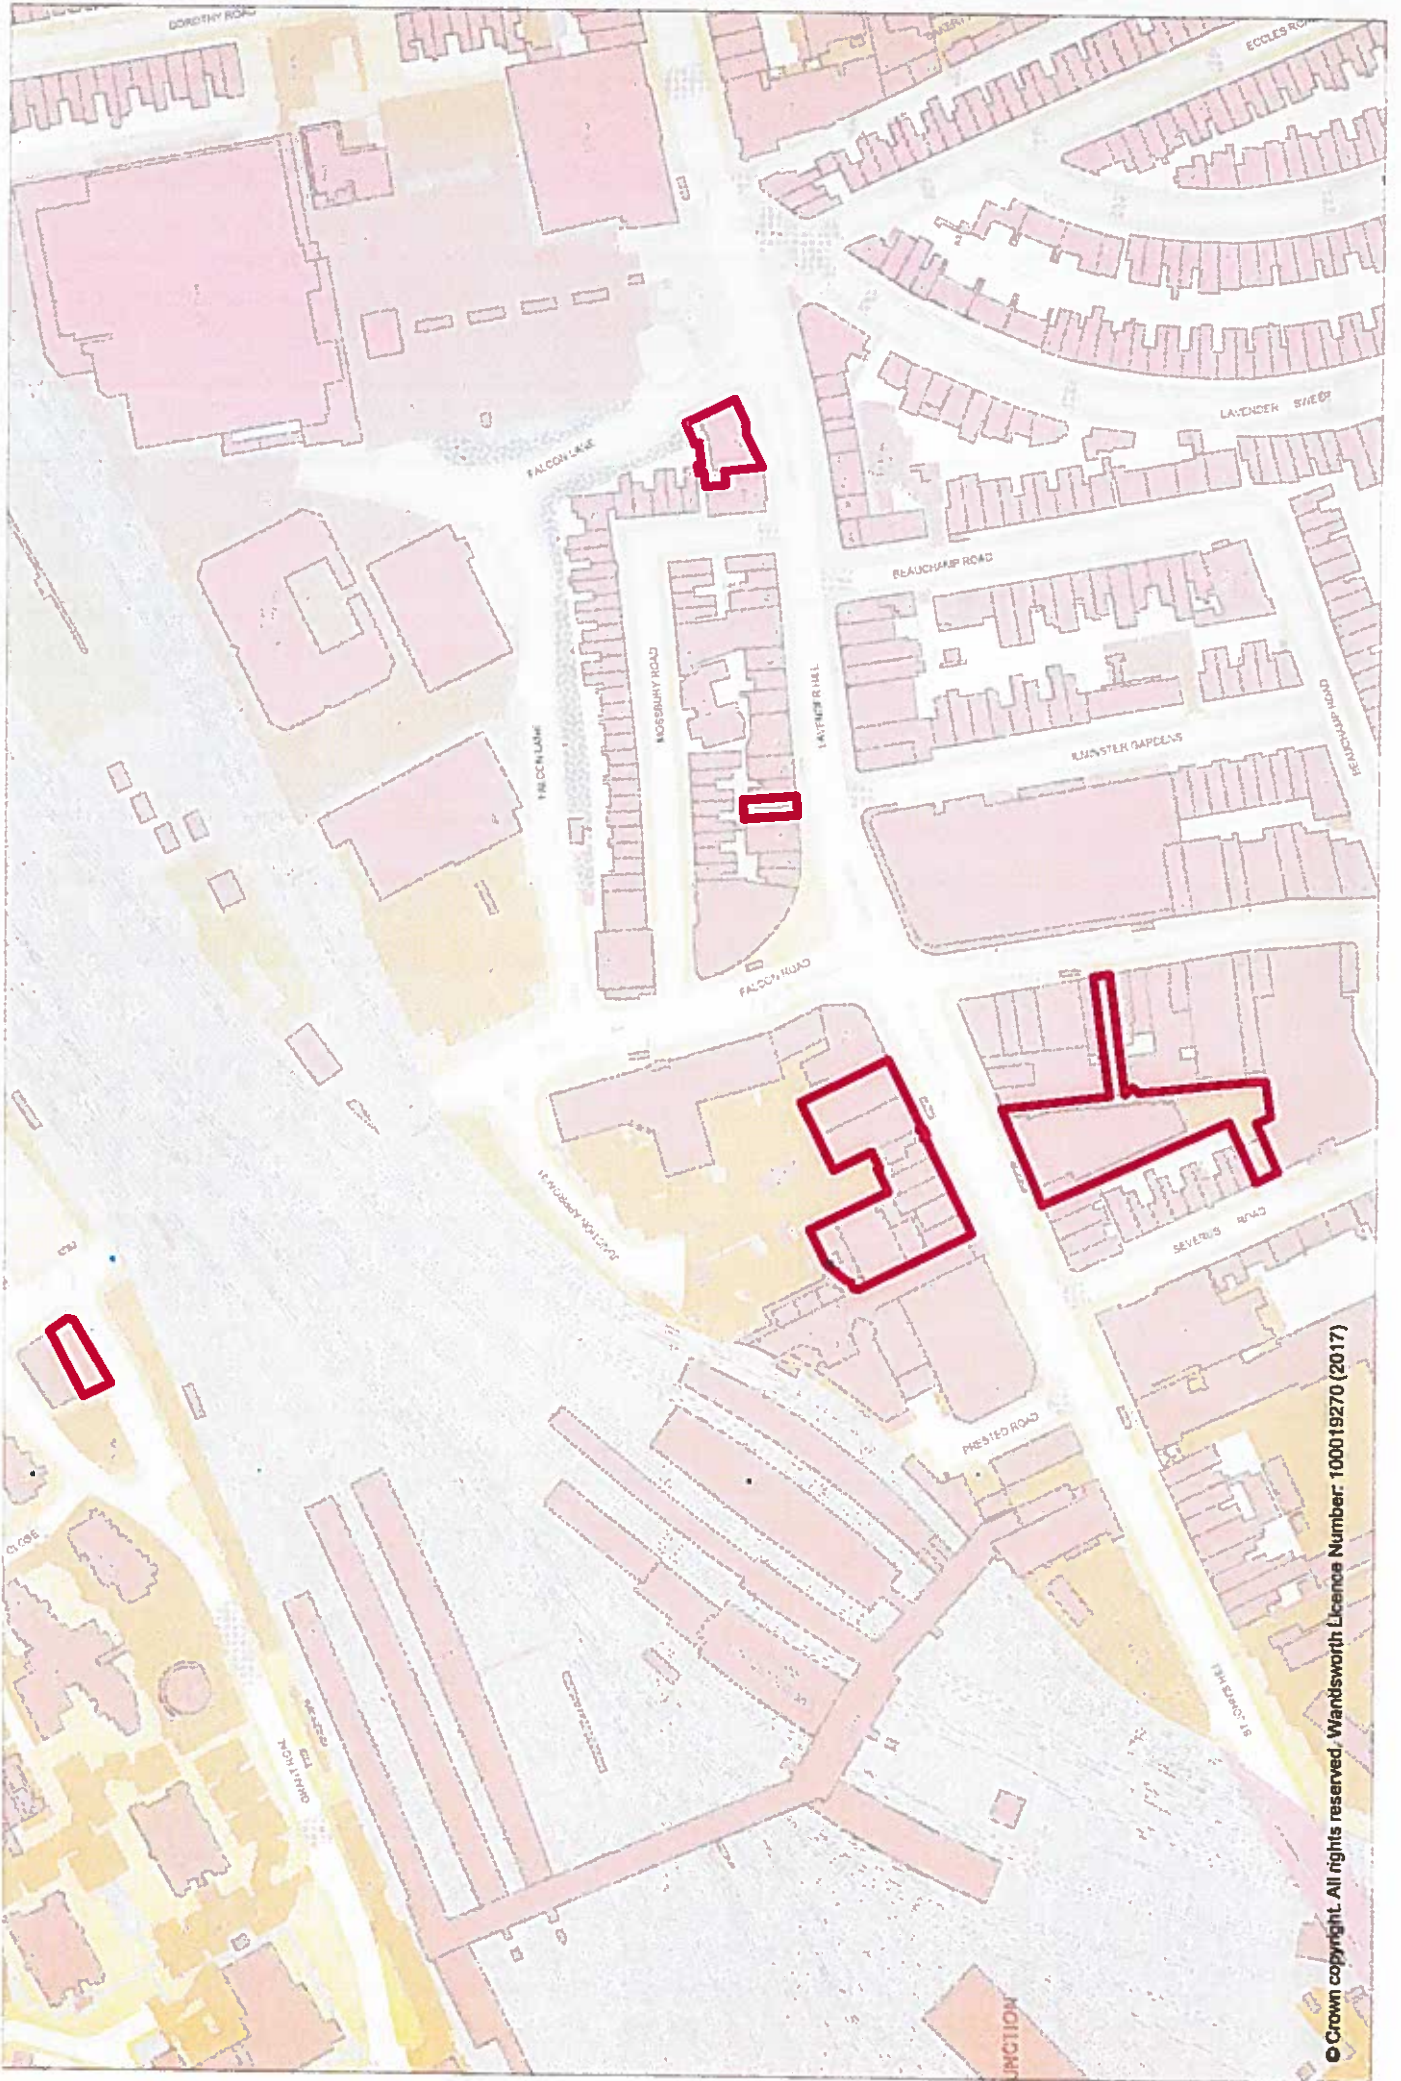 DOROTHY ROAD
ECCLES ROAD
LAVENDER SWEEP
FALCON LANE
BEAUCHAMP ROAD
MOSSBURY ROAD
LAVENDER HILL
FALCON LANE
ILMINSTER GARDENS
BEAUCHAMP ROAD
FALCON ROAD
JUNCTION APPROACH
SEVERUS ROAD
PRESTED ROAD
CLOSE
GRANT ROAD
ST JOHN'S HILL
UNCTION
© Crown copyright. All rights reserved. Wandsworth Licence Number: 100019270 (2017)